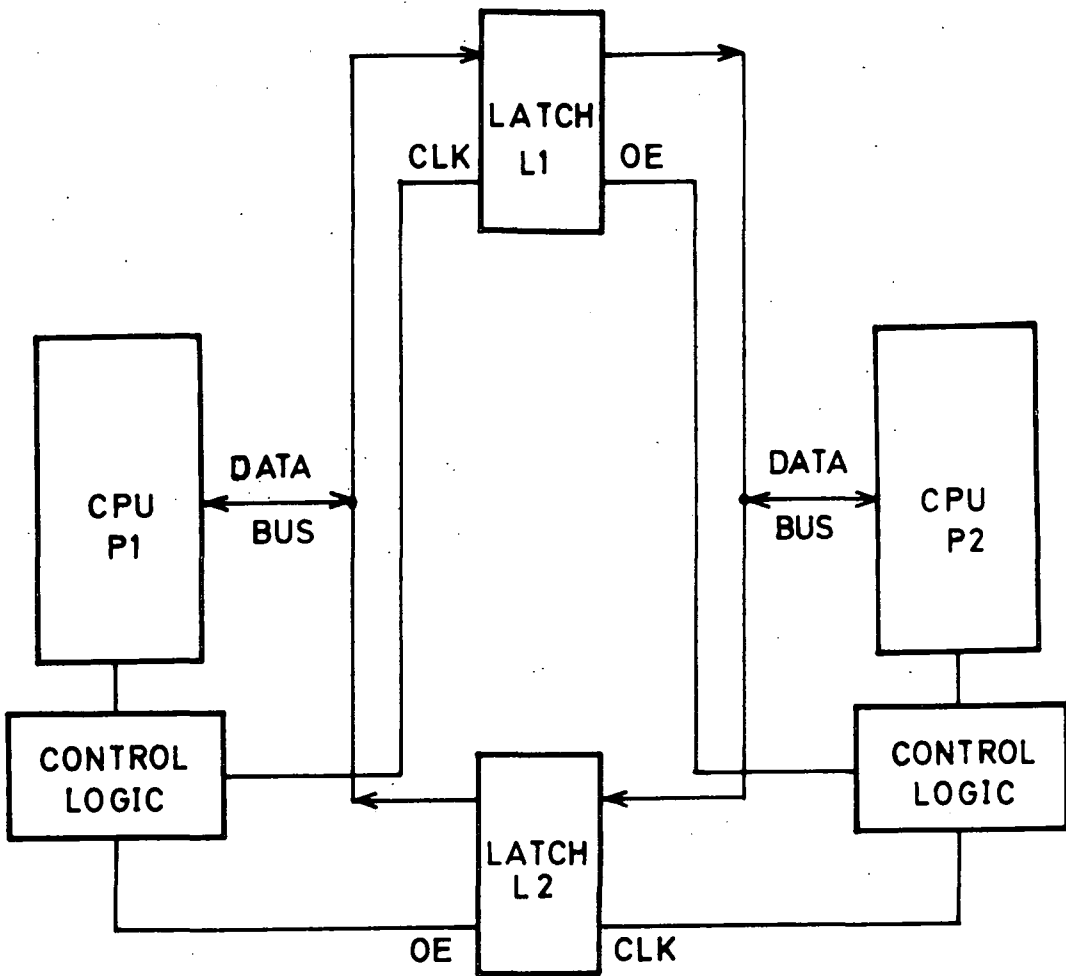 LATCH
L1
CLK
OE
DATA
BUS
CPU
P1
DATA
BUS
CPU
P2
CONTROL
LOGIC
CONTROL
LOGIC
LATCH
L2
OE
CLK